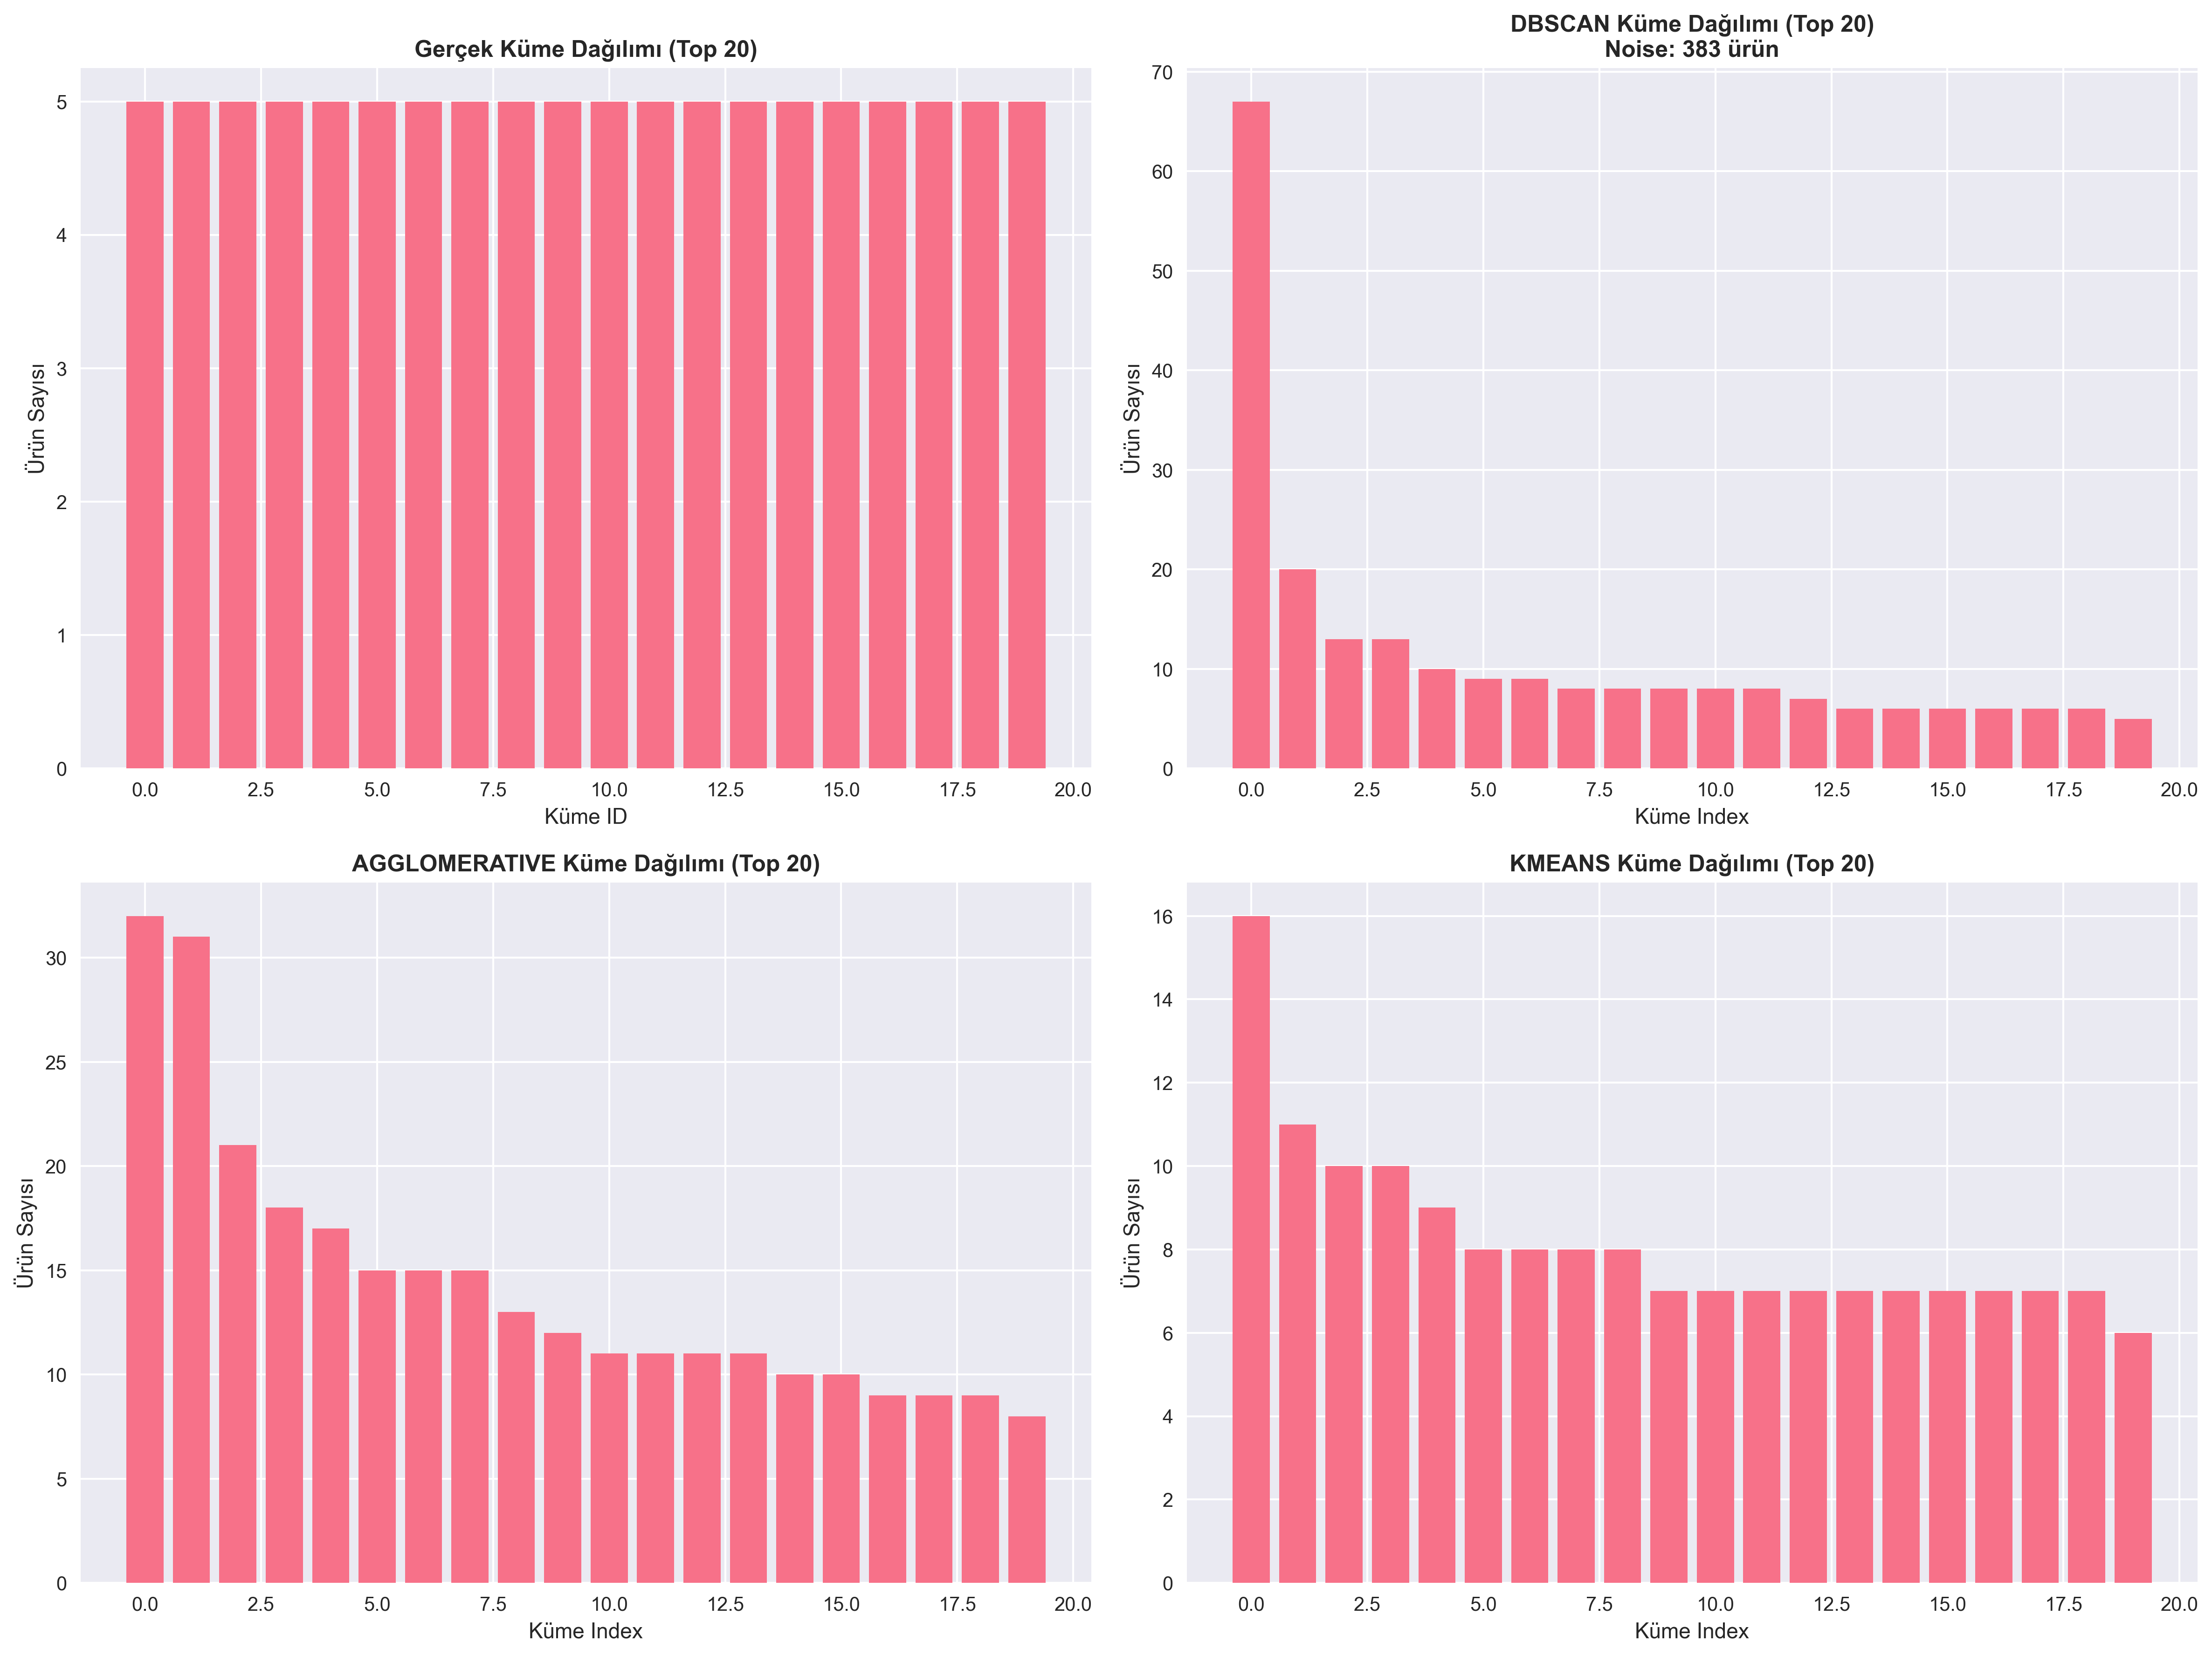 Gerçek Küme Dağılımı (Top 20)
Ürün Sayısı
5
4
3
2
1
0
0.0 2.5 5.0 7.5 10.0 12.5 15.0 17.5 20.0
Küme ID
DBSCAN Küme Dağılımı (Top 20)
Noise: 383 ürün
Ürün Sayısı
70
60
50
40
30
20
10
0
0.0 2.5 5.0 7.5 10.0 12.5 15.0 17.5 20.0
Küme Index
AGGLOMERATIVE Küme Dağılımı (Top 20)
Ürün Sayısı
30
25
20
15
10
5
0
0.0 2.5 5.0 7.5 10.0 12.5 15.0 17.5 20.0
Küme Index
KMEANS Küme Dağılımı (Top 20)
Ürün Sayısı
16
14
12
10
8
6
4
2
0
0.0 2.5 5.0 7.5 10.0 12.5 15.0 17.5 20.0
Küme Index